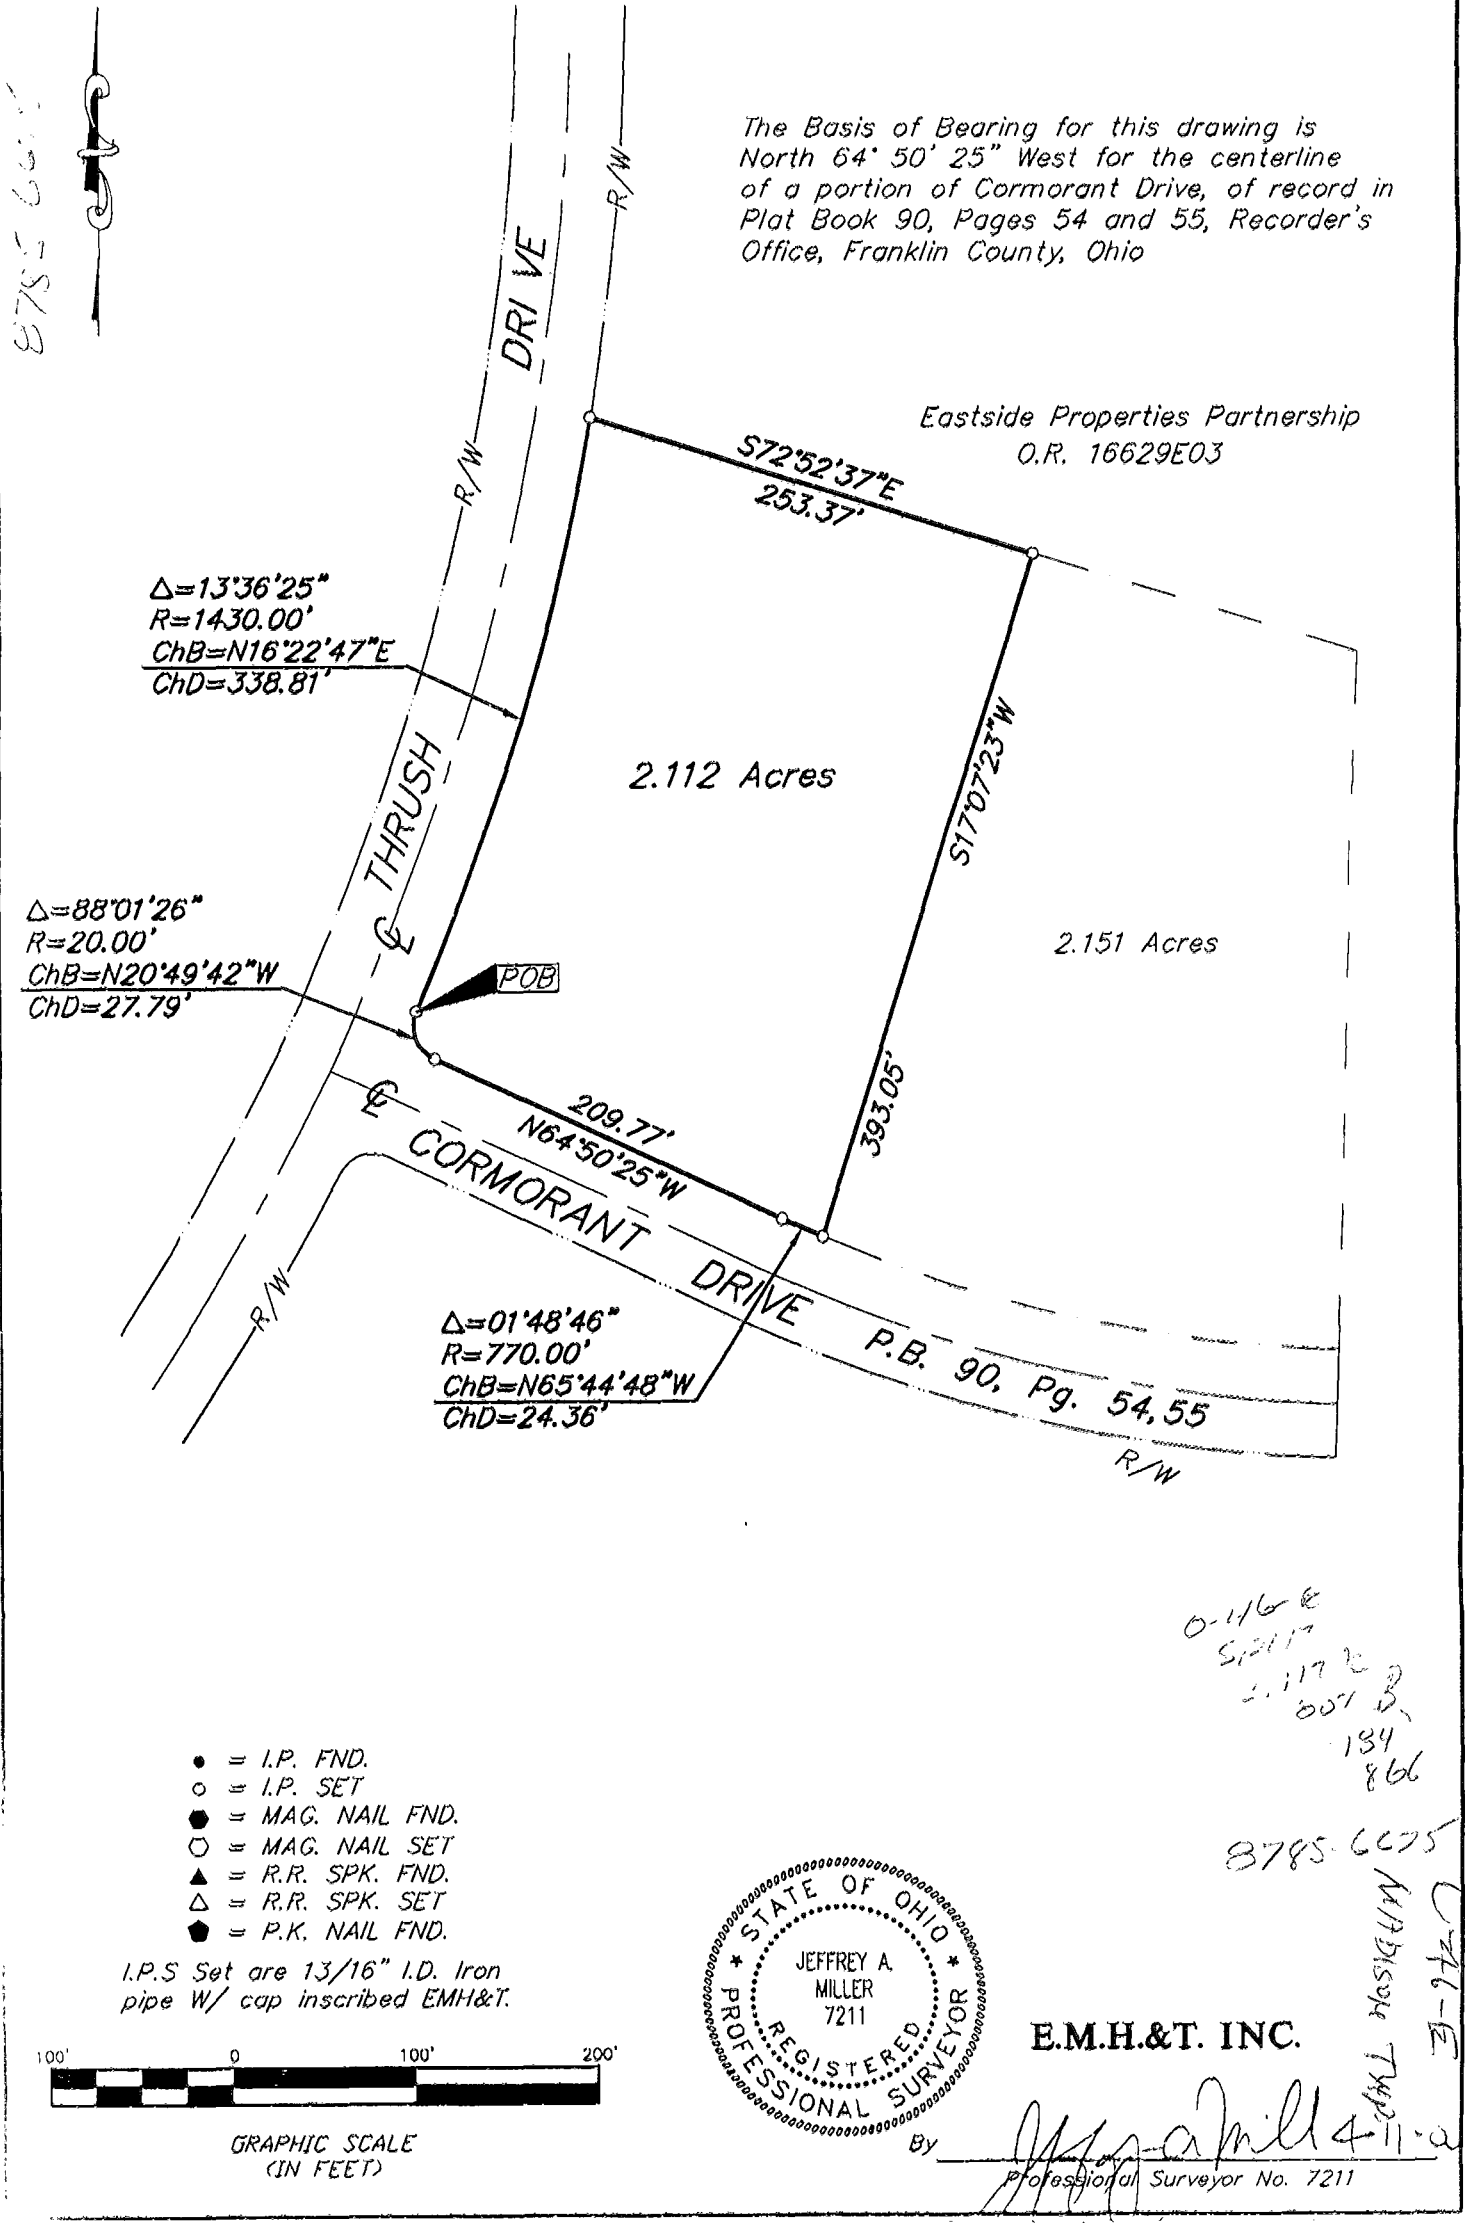 The Basis of Bearing for this drawing is
North 64° 50' 25" West for the centerline
of a portion of Cormorant Drive, of record in
Plat Book 90, Pages 54 and 55, Recorder's
Office, Franklin County, Ohio
R/W
DRIVE
Eastside Properties Partnership
O.R. 16629E03
S72°52'37"E
253.37'
R/W
Δ=13°36'25"
R=1430.00'
ChB=N16°22'47"E
ChD=338.81'
THRUSH
2.112 Acres
S17°07'23"W
393.05'
2.151 Acres
Δ=88°01'26"
R=20.00'
ChB=N20°49'42"W
ChD=27.79'
℄
POB
℄
209.77'
N64°50'25"W
CORMORANT DRIVE P.B. 90, Pg. 54,55
R/W
R/W
Δ=01°48'46"
R=770.00'
ChB=N65°44'48"W
ChD=24.36'
184
866
8785
MADISON TWP.
● = I.P. FND.
○ = I.P. SET
⬢ = MAG. NAIL FND.
⬡ = MAG. NAIL SET
▲ = R.R. SPK. FND.
△ = R.R. SPK. SET
⬟ = P.K. NAIL FND.
I.P.S Set are 13/16" I.D. Iron
pipe W/ cap inscribed EMH&T.
100' 0 100' 200'
GRAPHIC SCALE
(IN FEET)
STATE OF OHIO
JEFFREY A.
MILLER
7211
REGISTERED
PROFESSIONAL SURVEYOR
E.M.H.&T. INC.
By
Professional Surveyor No. 7211